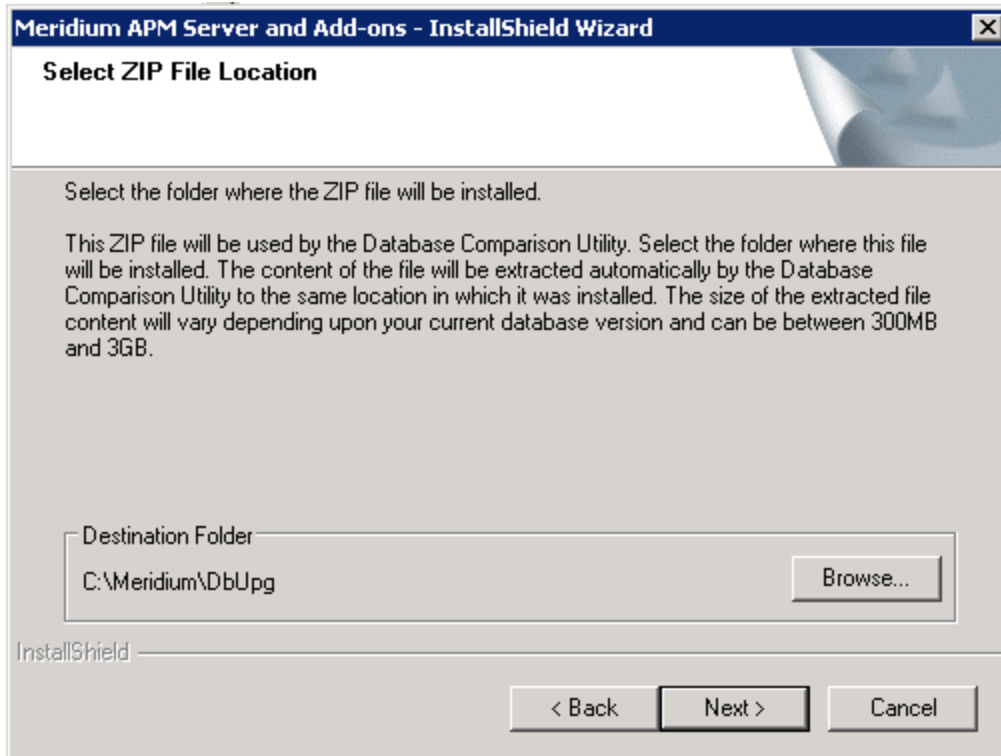 Meridium APM Server and Add-ons - InstallShield Wizard
Select ZIP File Location
Select the folder where the ZIP file will be installed.
This ZIP file will be used by the Database Comparison Utility. Select the folder where this file
will be installed. The content of the file will be extracted automatically by the Database
Comparison Utility to the same location in which it was installed. The size of the extracted file
content will vary depending upon your current database version and can be between 300MB
and 3GB.
Destination Folder
C:\Meridium\DbUpg
Browse...
InstallShield
< Back
Next >
Cancel